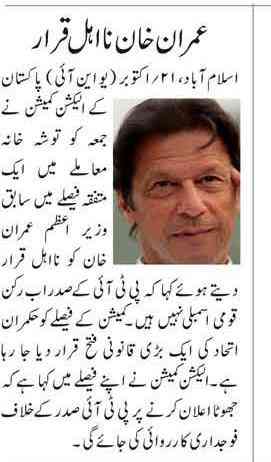 عمران خان نااہل قرار
اسلام آباد، ۲۱/اکتوبر (یو این آئی) پاکستان
کے الیکشن کمیشن نے
جمعہ کو توشہ خانہ
معاملے میں ایک
متفقہ فیصلے میں سابق
وزیر اعظم عمران
خان کو نااہل قرار
دیتے ہوئے کہا کہ پی ٹی آئی کے صدر اب رکن
قومی اسمبلی نہیں ہیں۔ کمیشن کے فیصلے کو حکمران
اتحاد کی ایک بڑی قانونی فتح قرار دیا جا رہا
ہے۔ الیکشن کمیشن نے اپنے فیصلے میں کہا ہے کہ
جھوٹا اعلان کرنے پر پی ٹی آئی صدر کے خلاف
فوجداری کارروائی کی جائے گی۔